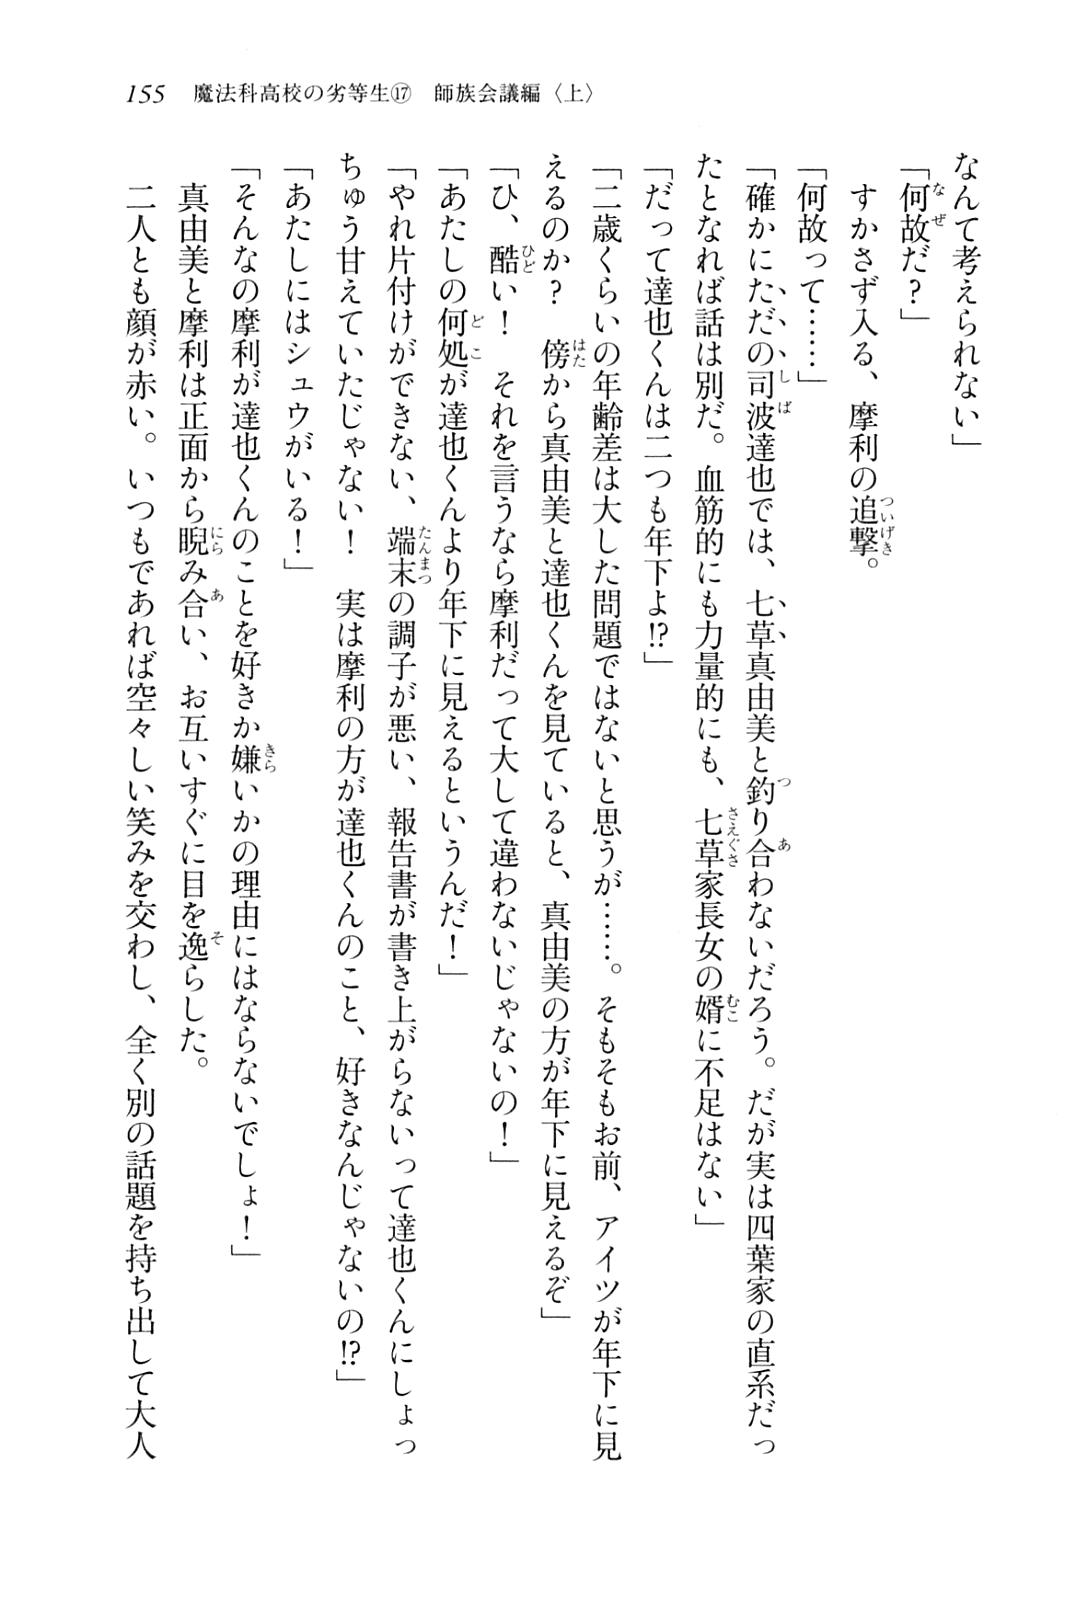 155　魔法科高校の劣等生⑰　師族会議編〈上〉
なんて考えられない」
「何故だ？」
　すかさず入る、摩利の追撃。
「何故って……」
「確かにただの司波達也では、七草真由美と釣り合わないだろう。だが実は四葉家の直系だっ
たとなれば話は別だ。血筋的にも力量的にも、七草家長女の婿に不足はない」
「だって達也くんは二つも年下よ!?」
「二歳くらいの年齢差は大した問題ではないと思うが……。そもそもお前、アイツが年下に見
えるのか？　傍から真由美と達也くんを見ていると、真由美の方が年下に見えるぞ」
「ひ、酷い！　それを言うなら摩利だって大して違わないじゃないの！」
「あたしの何処が達也くんより年下に見えるというんだ！」
「やれ片付けができない、端末の調子が悪い、報告書が書き上がらないって達也くんにしょっ
ちゅう甘えていたじゃない！　実は摩利の方が達也くんのこと、好きなんじゃないの!?」
「あたしにはシュウがいる！」
「そんなの摩利が達也くんのことを好きか嫌いかの理由にはならないでしょ！」
　真由美と摩利は正面から睨み合い、お互いすぐに目を逸らした。
　二人とも顔が赤い。いつもであれば空々しい笑みを交わし、全く別の話題を持ち出して大人